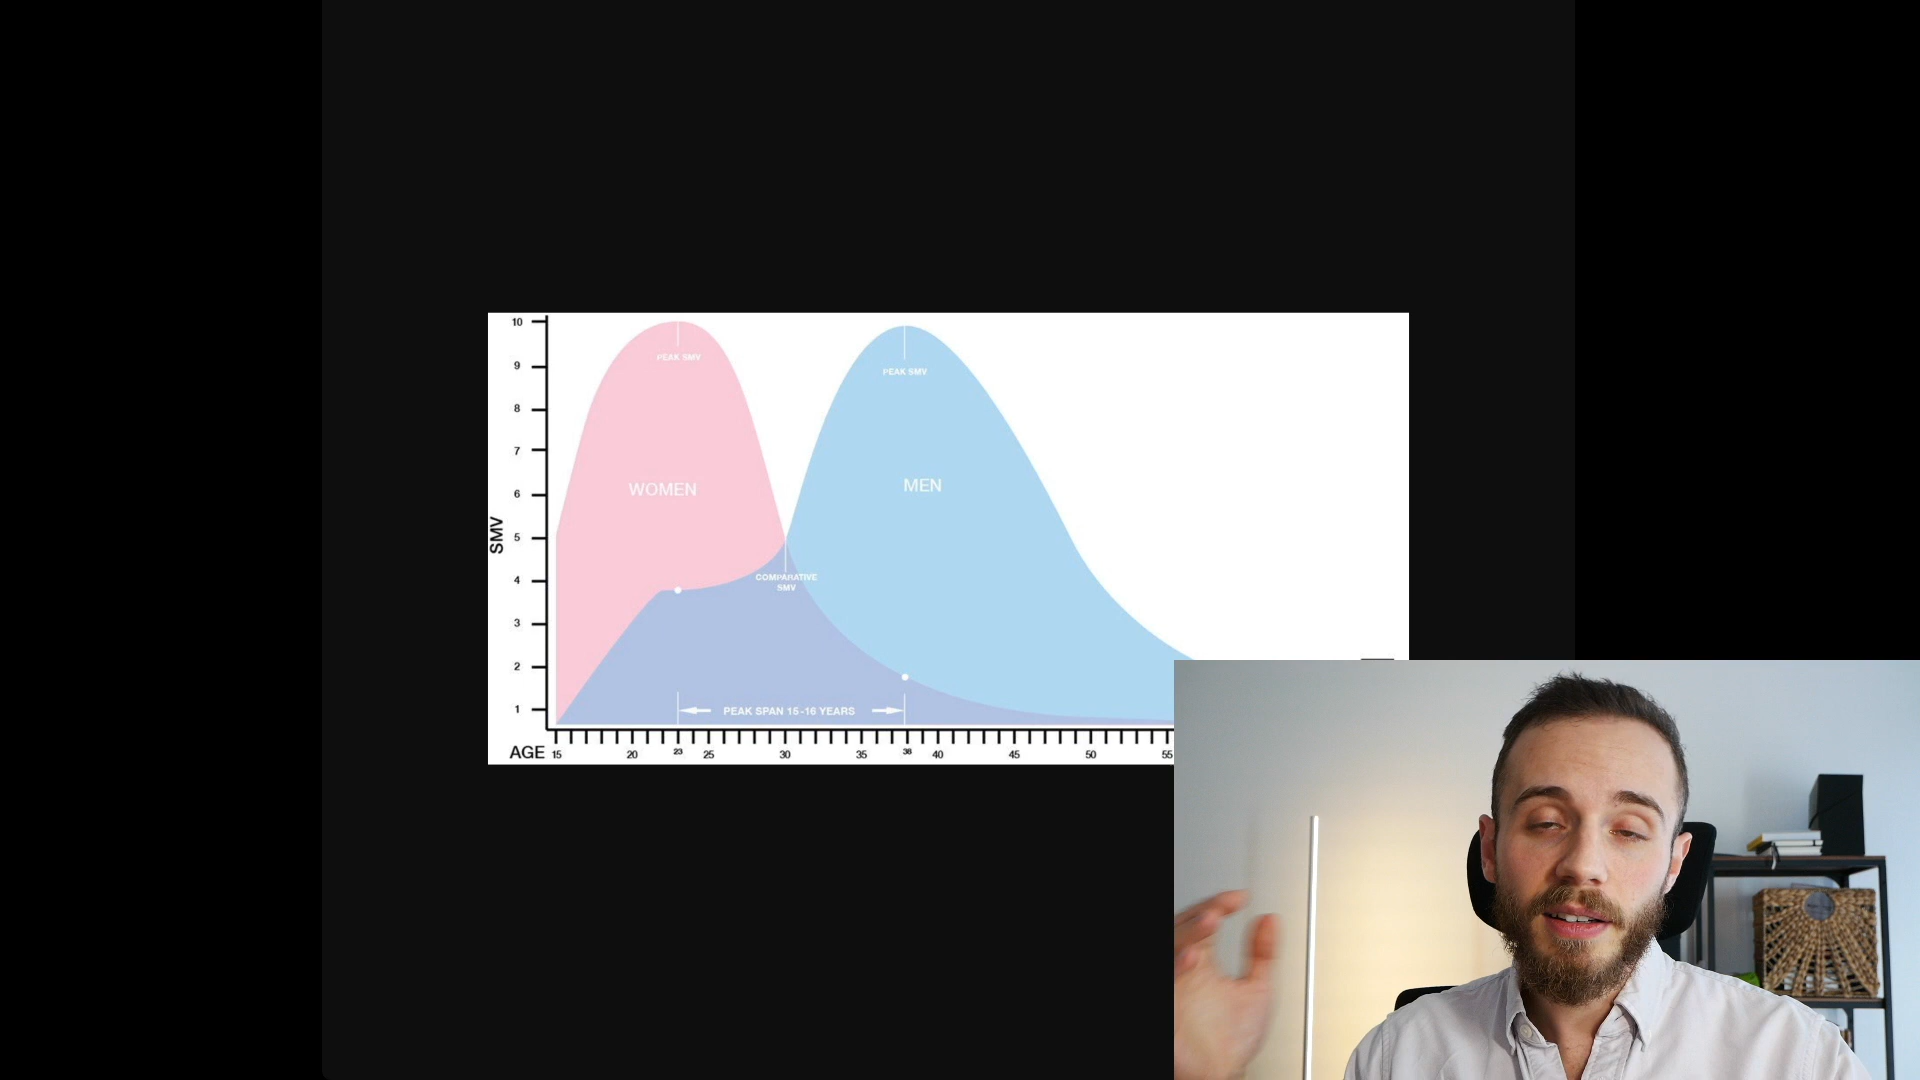 10
PEAK SMV
9
PEAK SMV
8
7
WOMEN
MEN
6
SMV
5
COMPARATIVE
SMV
4
3
2
1
PEAK SPAN 15-16 YEARS
AGE 15 20 23 25 30 35 38 40 45 50 55